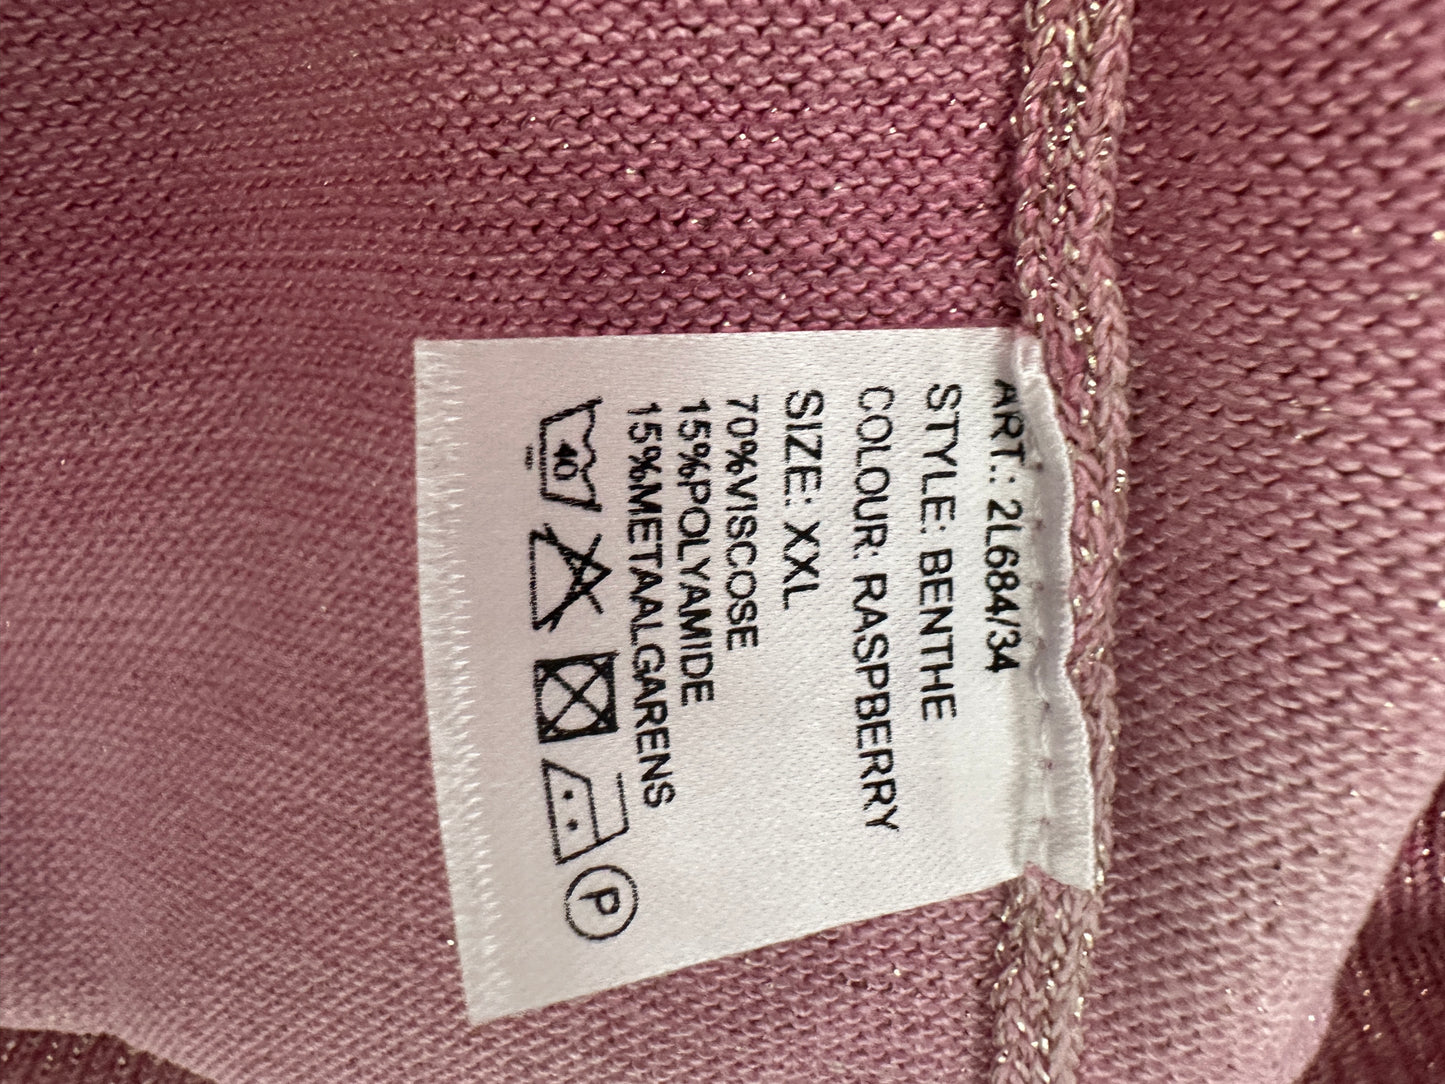 ART.: 2L684/34
STYLE: BENTHE
COLOUR: RASPBERRY
SIZE: XXL
70%VISCOSE
15%POLYAMIDE
15%METAALGARENS
40
P